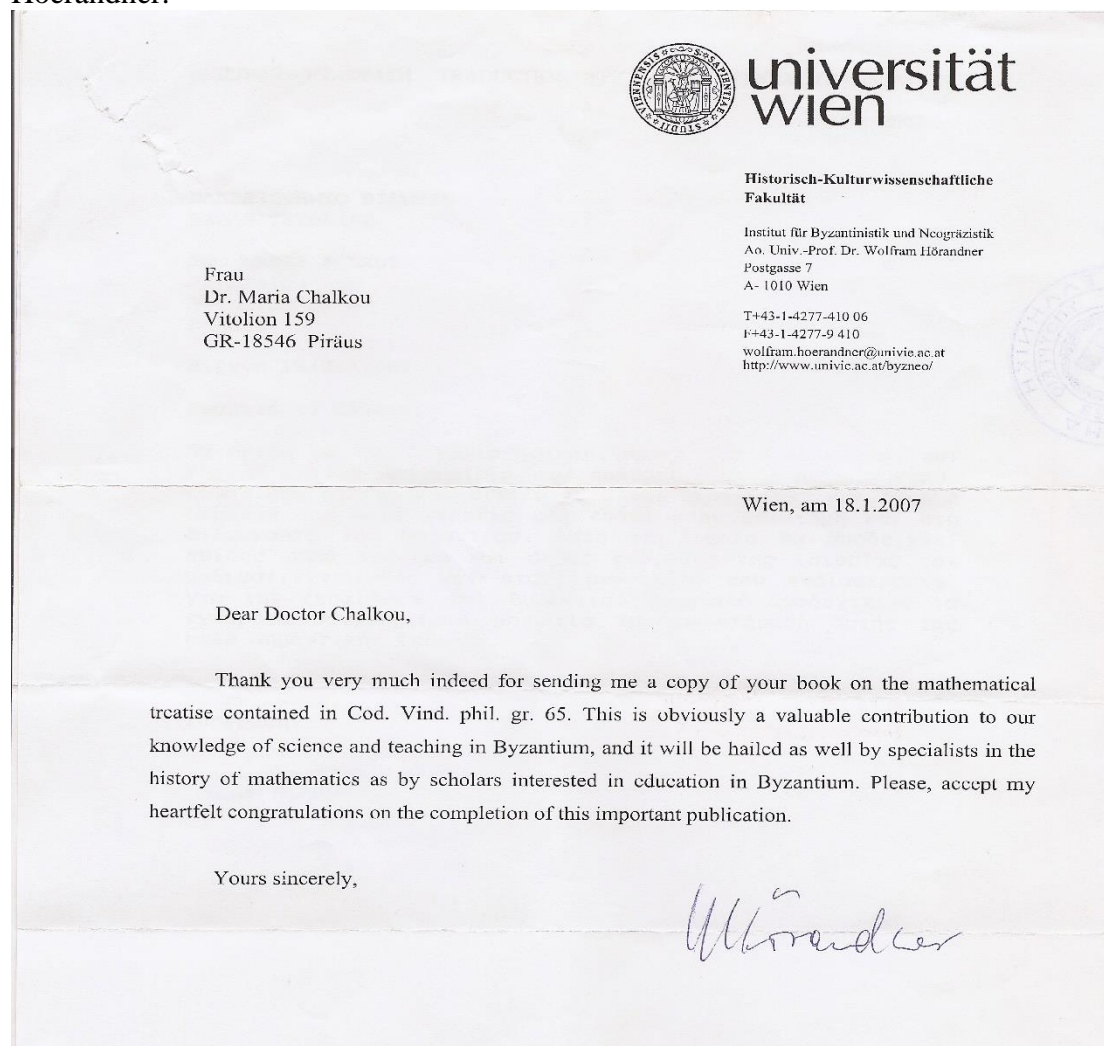 Hoerandner.
universität
wien
Historisch-Kulturwissenschaftliche
Fakultät
Institut für Byzantinistik und Neogräzistik
Ao. Univ.-Prof. Dr. Wolfram Hörandner
Postgasse 7
A- 1010 Wien
T+43-1-4277-410 06
F+43-1-4277-9 410
wolfram.hoerandner@univie.ac.at
http://www.univie.ac.at/byzneo/
Frau
Dr. Maria Chalkou
Vitolion 159
GR-18546 Piräus
Wien, am 18.1.2007
Dear Doctor Chalkou,
Thank you very much indeed for sending me a copy of your book on the mathematical
treatise contained in Cod. Vind. phil. gr. 65. This is obviously a valuable contribution to our
knowledge of science and teaching in Byzantium, and it will be hailed as well by specialists in the
history of mathematics as by scholars interested in education in Byzantium. Please, accept my
heartfelt congratulations on the completion of this important publication.
Yours sincerely,
WHörandner